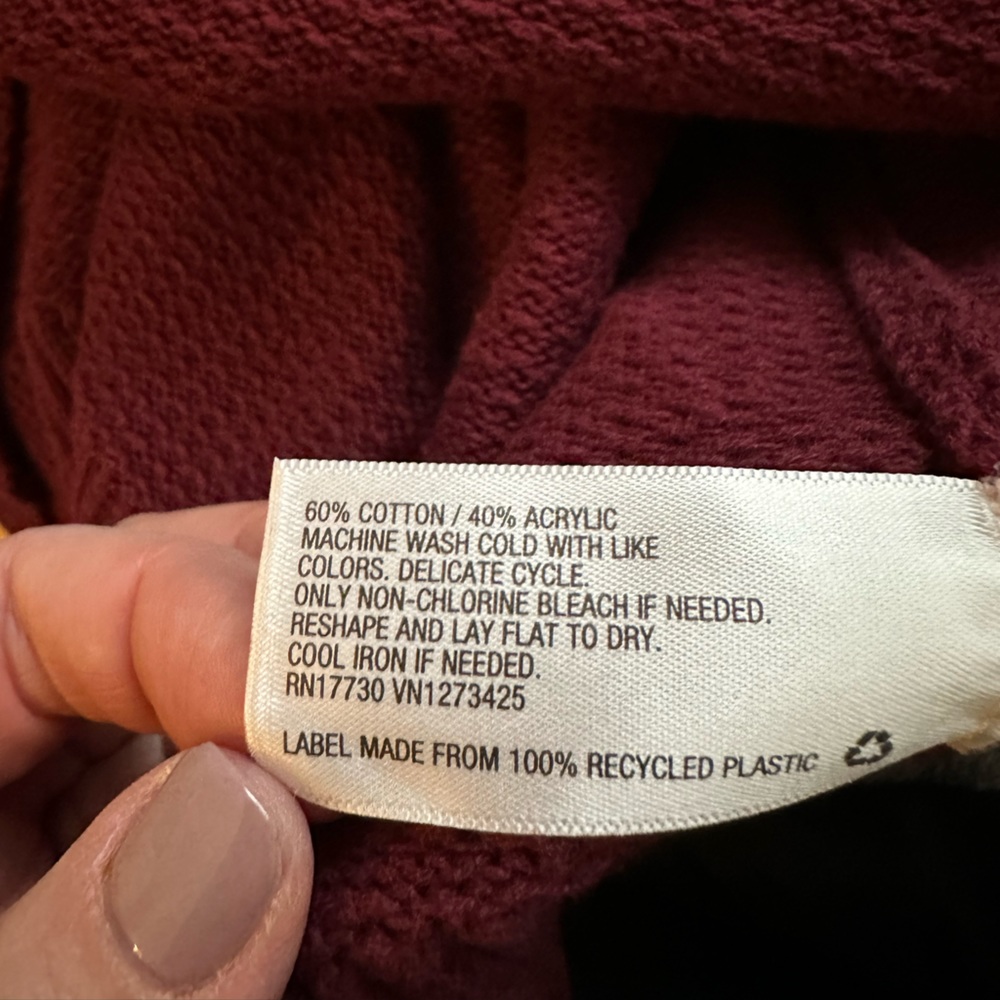 60% COTTON / 40% ACRYLIC
MACHINE WASH COLD WITH LIKE
COLORS. DELICATE CYCLE.
ONLY NON-CHLORINE BLEACH IF NEEDED.
RESHAPE AND LAY FLAT TO DRY.
COOL IRON IF NEEDED.
RN17730 VN1273425
LABEL MADE FROM 100% RECYCLED PLASTIC